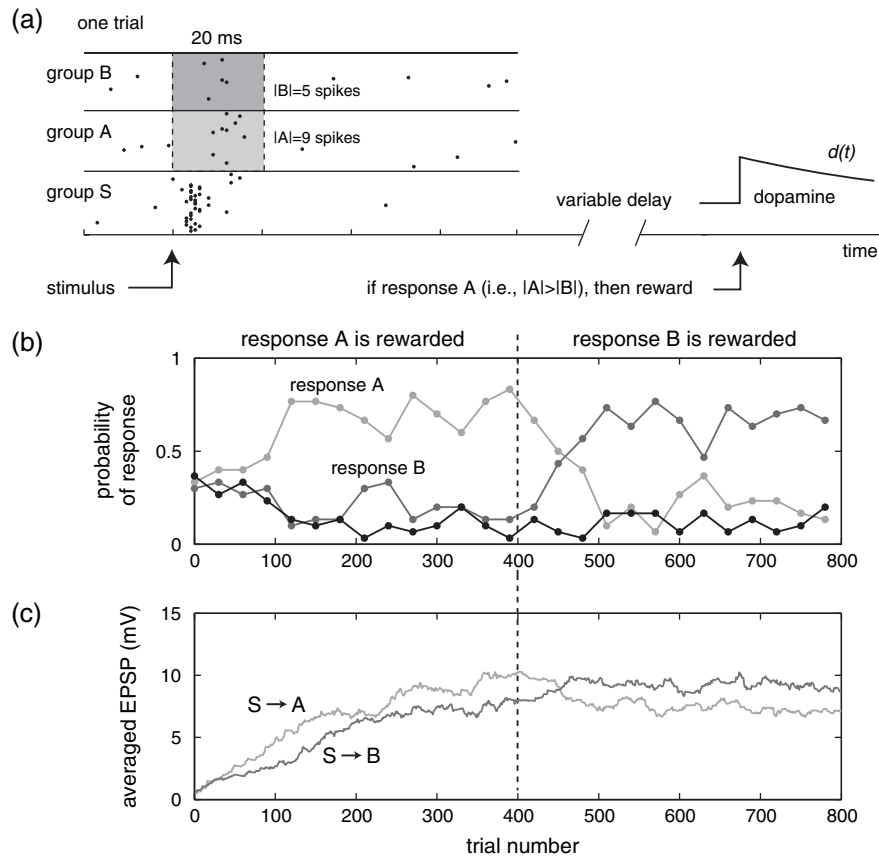 (a)
one trial
20 ms
group B
|B|=5 spikes
group A
|A|=9 spikes
group S
d(t)
variable delay
dopamine
time
stimulus
if response A (i.e., |A|>|B|), then reward
(b)
response A is rewarded
response B is rewarded
1
response A
probability
of response
0.5
response B
0
0 100 200 300 400 500 600 700 800
(c)
15
averaged EPSP (mV)
10
S → A
5
S → B
0
0 100 200 300 400 500 600 700 800
trial number